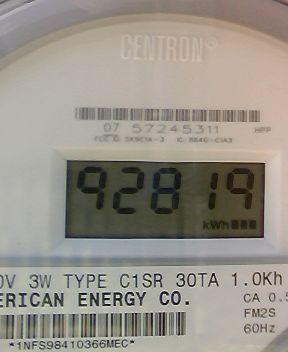 CENTRON®
07 57245311 HPP
92819
kWh
0V 3W TYPE C1SR 30TA 1.0Kh
ERICAN ENERGY CO. CA 0.5
FM2S
60Hz
*1NFS98410366MEC*